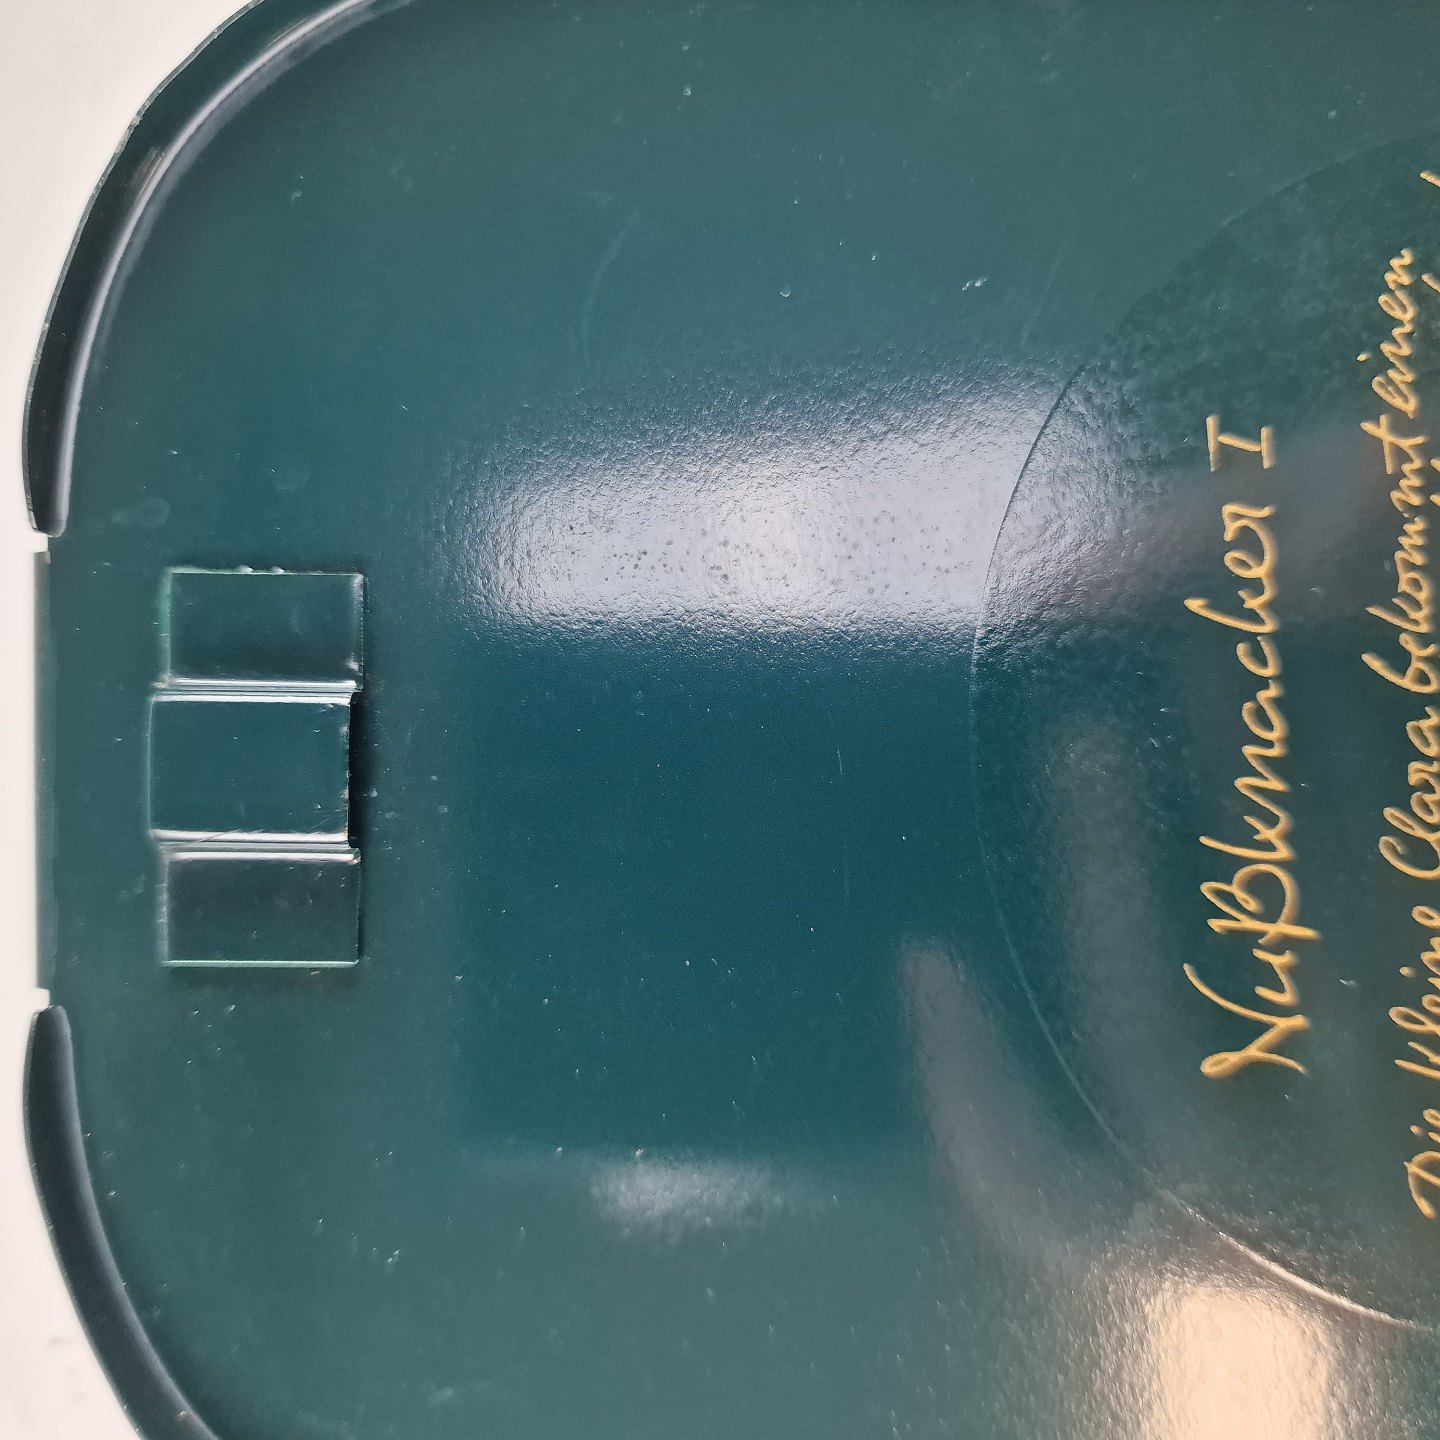 Nußknacker I
Die kleine Clara bekommt einen